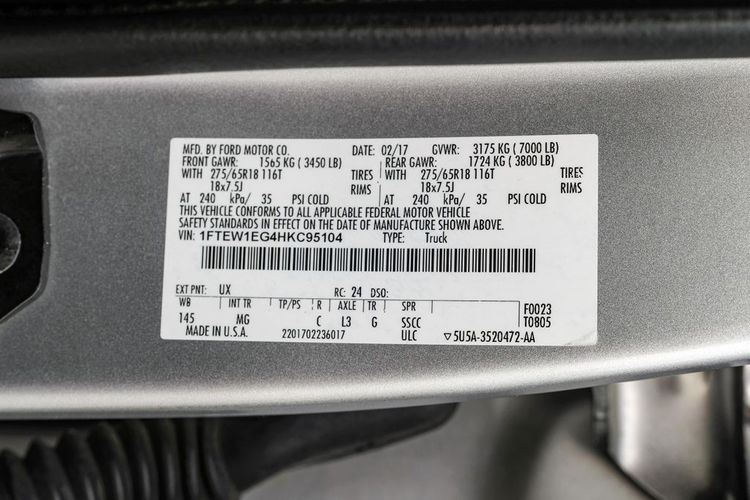 MFD. BY FORD MOTOR CO. DATE: 02/17 GVWR: 3175 KG ( 7000 LB)
FRONT GAWR: 1565 KG ( 3450 LB) REAR GAWR: 1724 KG ( 3800 LB)
WITH 275/65R18 116T TIRES WITH 275/65R18 116T TIRES
18x7.5J RIMS 18x7.5J RIMS
AT 240 kPa/ 35 PSI COLD AT 240 kPa/ 35 PSI COLD
THIS VEHICLE CONFORMS TO ALL APPLICABLE FEDERAL MOTOR VEHICLE
SAFETY STANDARDS IN EFFECT ON THE DATE OF MANUFACTURE SHOWN ABOVE.
VIN: 1FTEW1EG4HKC95104 TYPE: Truck
EXT PNT: UX RC: 24 DSO:
WB INT TR TP/PS R AXLE TR SPR F0023
145 MG C L3 G SSCC T0805
MADE IN U.S.A. 2201702236017 ULC ▽5U5A-3520472-AA